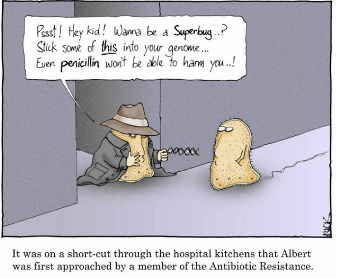 Pssst! Hey kid! Wanna be a Superbug..?
Stick some of this into your genome...
Even penicillin won't be able to harm you..!
It was on a short-cut through the hospital kitchens that Albert
was first approached by a member of the Antibiotic Resistance.